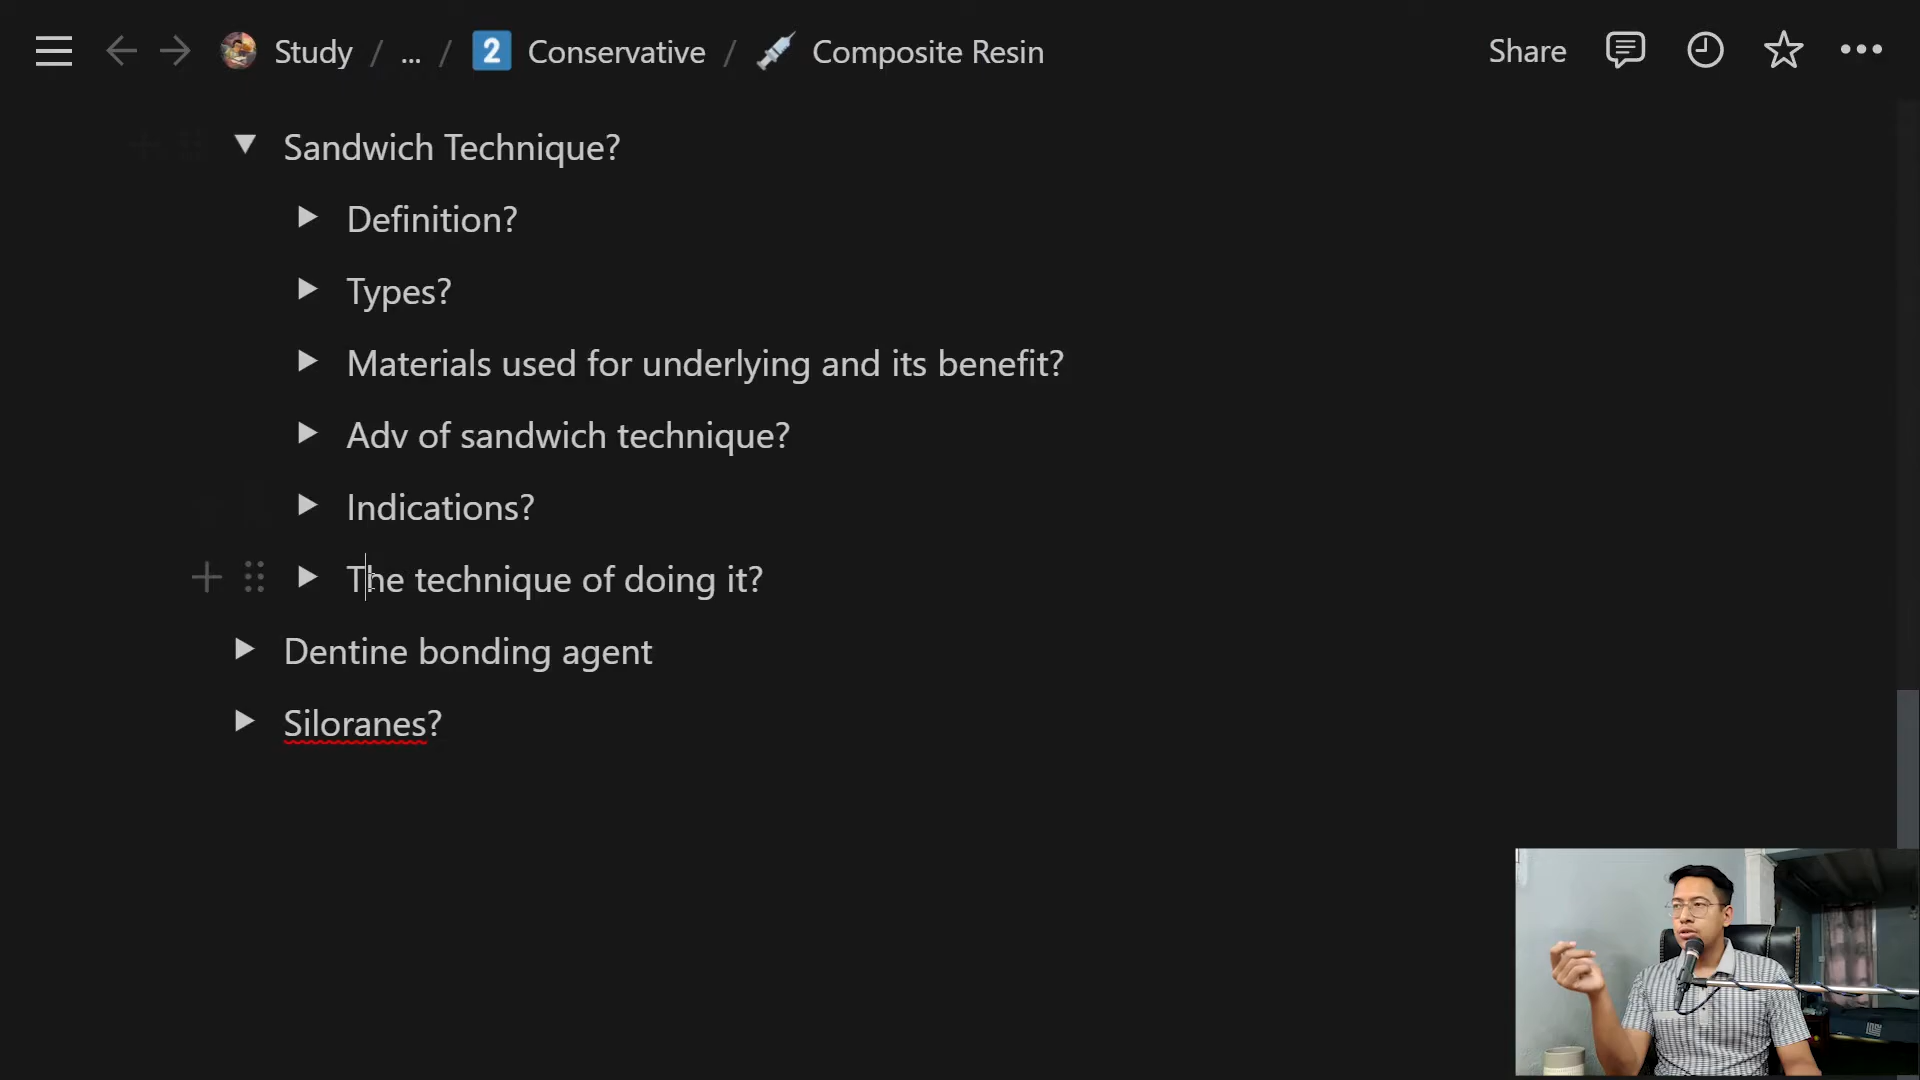 Study / ... / 2 Conservative / Composite Resin
Share
Sandwich Technique?
Definition?
Types?
Materials used for underlying and its benefit?
Adv of sandwich technique?
Indications?
The technique of doing it?
Dentine bonding agent
Siloranes?